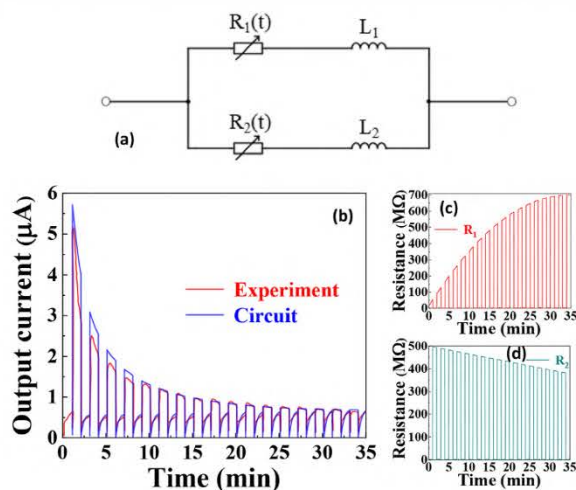 R₁(t)
L₁
R₂(t)
L₂
(a)
Output current (μA)
6
5
4
3
2
1
0
(b)
Experiment
Circuit
0 5 10 15 20 25 30 35
Time (min)
Resistance (MΩ)
700
600
500
400
300
200
100
0
(c)
R₁
0 5 10 15 20 25 30 35
Time (min)
Resistance (MΩ)
500
400
300
200
100
0
(d)
R₂
0 5 10 15 20 25 30 35
Time (min)